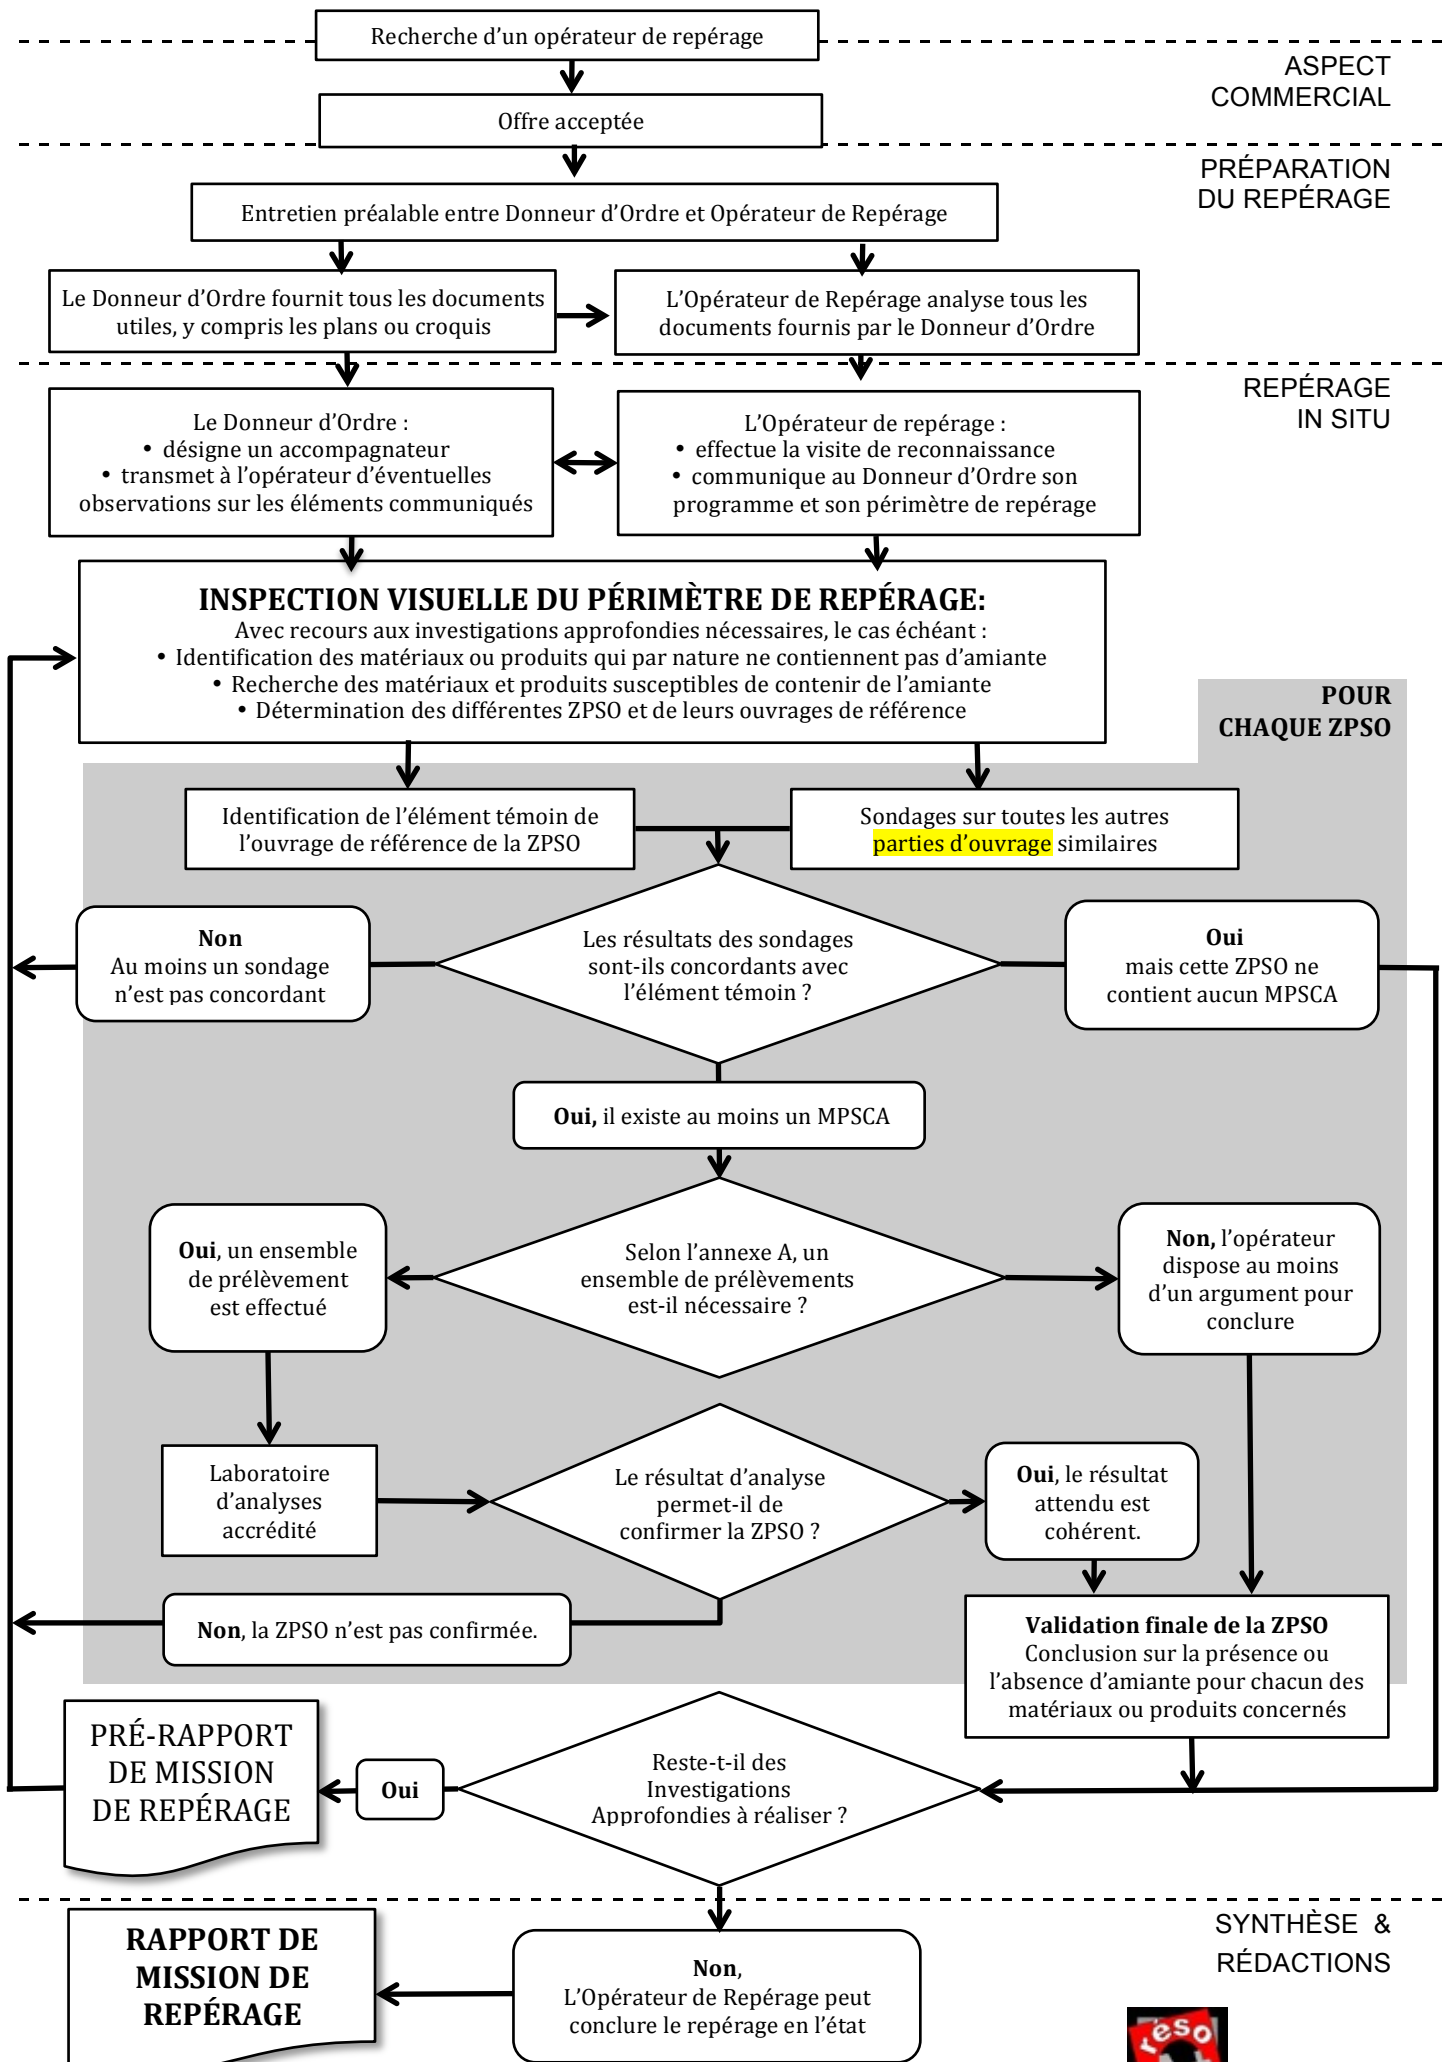 Recherche d'un opérateur de repérage
ASPECT
COMMERCIAL
Offre acceptée
PRÉPARATION
DU REPÉRAGE
Entretien préalable entre Donneur d'Ordre et Opérateur de Repérage
Le Donneur d'Ordre fournit tous les documents
utiles, y compris les plans ou croquis
L'Opérateur de Repérage analyse tous les
documents fournis par le Donneur d'Ordre
REPÉRAGE
IN SITU
Le Donneur d'Ordre :
• désigne un accompagnateur
• transmet à l'opérateur d'éventuelles
observations sur les éléments communiqués
L'Opérateur de repérage :
• effectue la visite de reconnaissance
• communique au Donneur d'Ordre son
programme et son périmètre de repérage
INSPECTION VISUELLE DU PÉRIMÈTRE DE REPÉRAGE:
Avec recours aux investigations approfondies nécessaires, le cas échéant :
• Identification des matériaux ou produits qui par nature ne contiennent pas d'amiante
• Recherche des matériaux et produits susceptibles de contenir de l'amiante
• Détermination des différentes ZPSO et de leurs ouvrages de référence
POUR
CHAQUE ZPSO
Identification de l'élément témoin de
l'ouvrage de référence de la ZPSO
Sondages sur toutes les autres
parties d'ouvrage similaires
Non
Au moins un sondage
n'est pas concordant
Les résultats des sondages
sont-ils concordants avec
l'élément témoin ?
Oui
mais cette ZPSO ne
contient aucun MPSCA
Oui, il existe au moins un MPSCA
Oui, un ensemble
de prélèvement
est effectué
Selon l'annexe A, un
ensemble de prélèvements
est-il nécessaire ?
Non, l'opérateur
dispose au moins
d'un argument pour
conclure
Laboratoire
d'analyses
accrédité
Le résultat d'analyse
permet-il de
confirmer la ZPSO ?
Oui, le résultat
attendu est
cohérent.
Non, la ZPSO n'est pas confirmée.
Validation finale de la ZPSO
Conclusion sur la présence ou
l'absence d'amiante pour chacun des
matériaux ou produits concernés
PRÉ-RAPPORT
DE MISSION
DE REPÉRAGE
Oui
Reste-t-il des
Investigations
Approfondies à réaliser ?
SYNTHÈSE &
RÉDACTIONS
RAPPORT DE
MISSION DE
REPÉRAGE
Non,
L'Opérateur de Repérage peut
conclure le repérage en l'état
réso